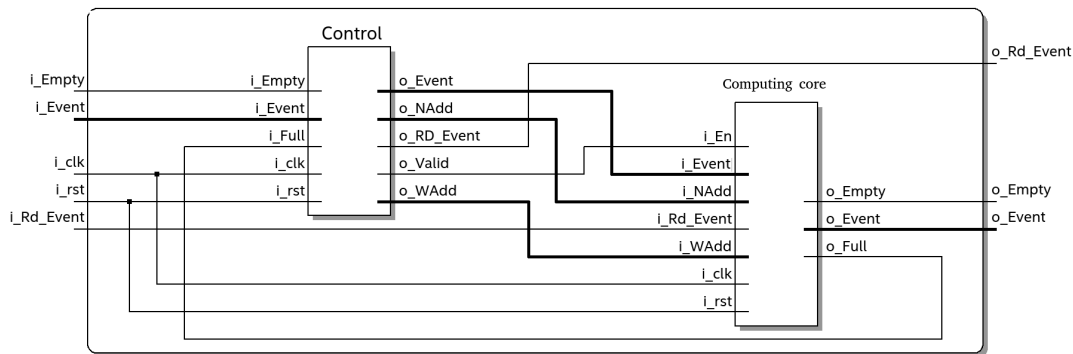 Control
o_Rd_Event
i_Empty
i_Empty
o_Event
Computing core
i_Event
i_Event
o_NAdd
i_Full
o_RD_Event
i_En
i_clk
i_clk
o_Valid
i_Event
i_rst
i_rst
o_WAdd
i_NAdd
o_Empty
o_Empty
i_Rd_Event
i_Rd_Event
o_Event
o_Event
i_WAdd
o_Full
i_clk
i_rst